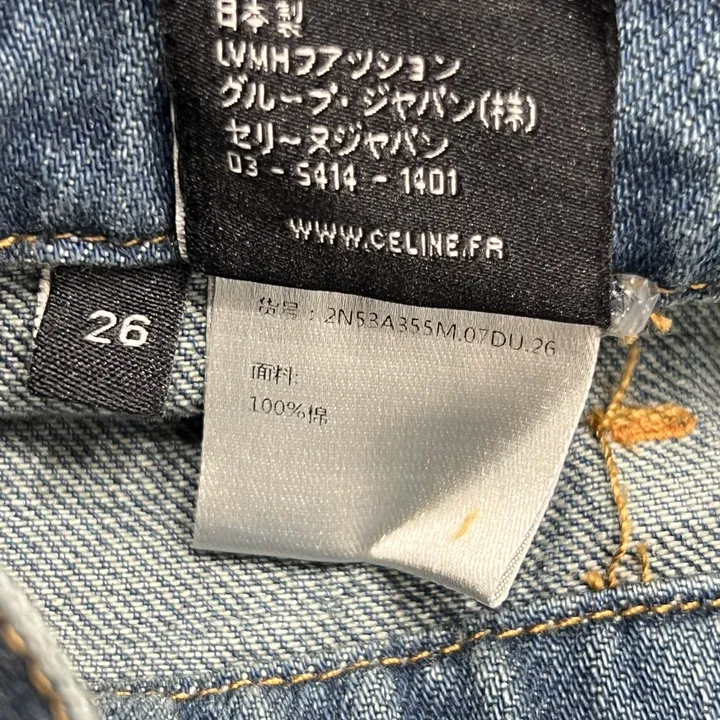 日本製
LVMHファッション
グループ・ジャパン(株)
セリーヌジャパン
03 - 5414 - 1401
WWW.CELINE.FR
26
货号：2N53A355M.07DU.26
面料:
100%棉